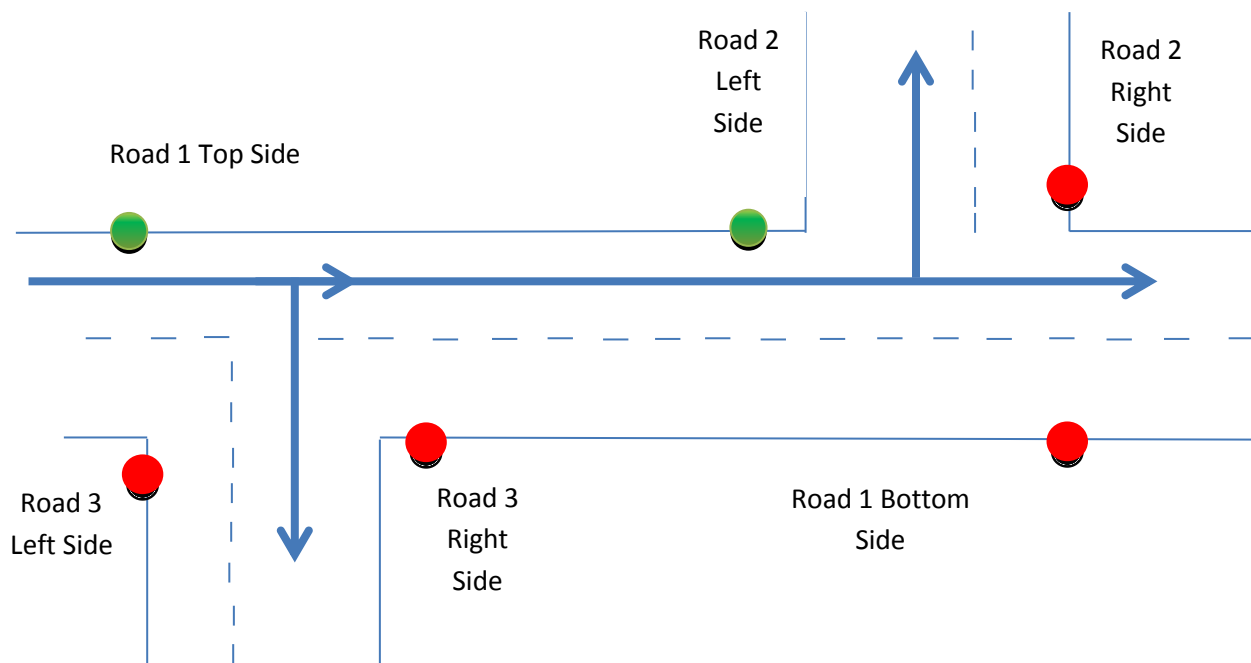 Road 2
Left
Side
Road 2
Right
Side
Road 1 Top Side
Road 3
Left Side
Road 3
Right
Side
Road 1 Bottom
Side